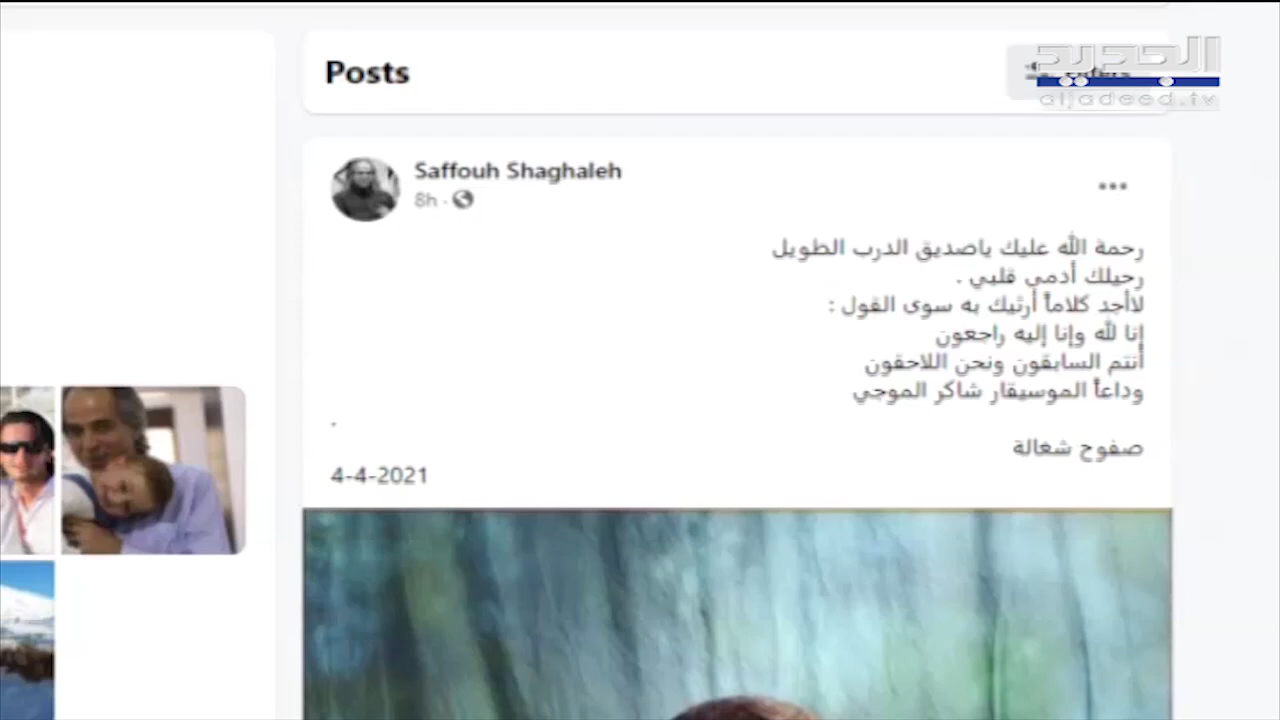 الجديد
aljadeed.tv
Posts
Filters
Saffouh Shaghaleh
8h
رحمة الله عليك ياصديق الدرب الطويل
رحيلك أدمى قلبي .
لاأجد كلاماً أرثيك به سوى القول :
إنا لله وإنا إليه راجعون
أنتم السابقون ونحن اللاحقون
وداعاً الموسيقار شاكر الموجي
.
صفوح شغالة
4-4-2021